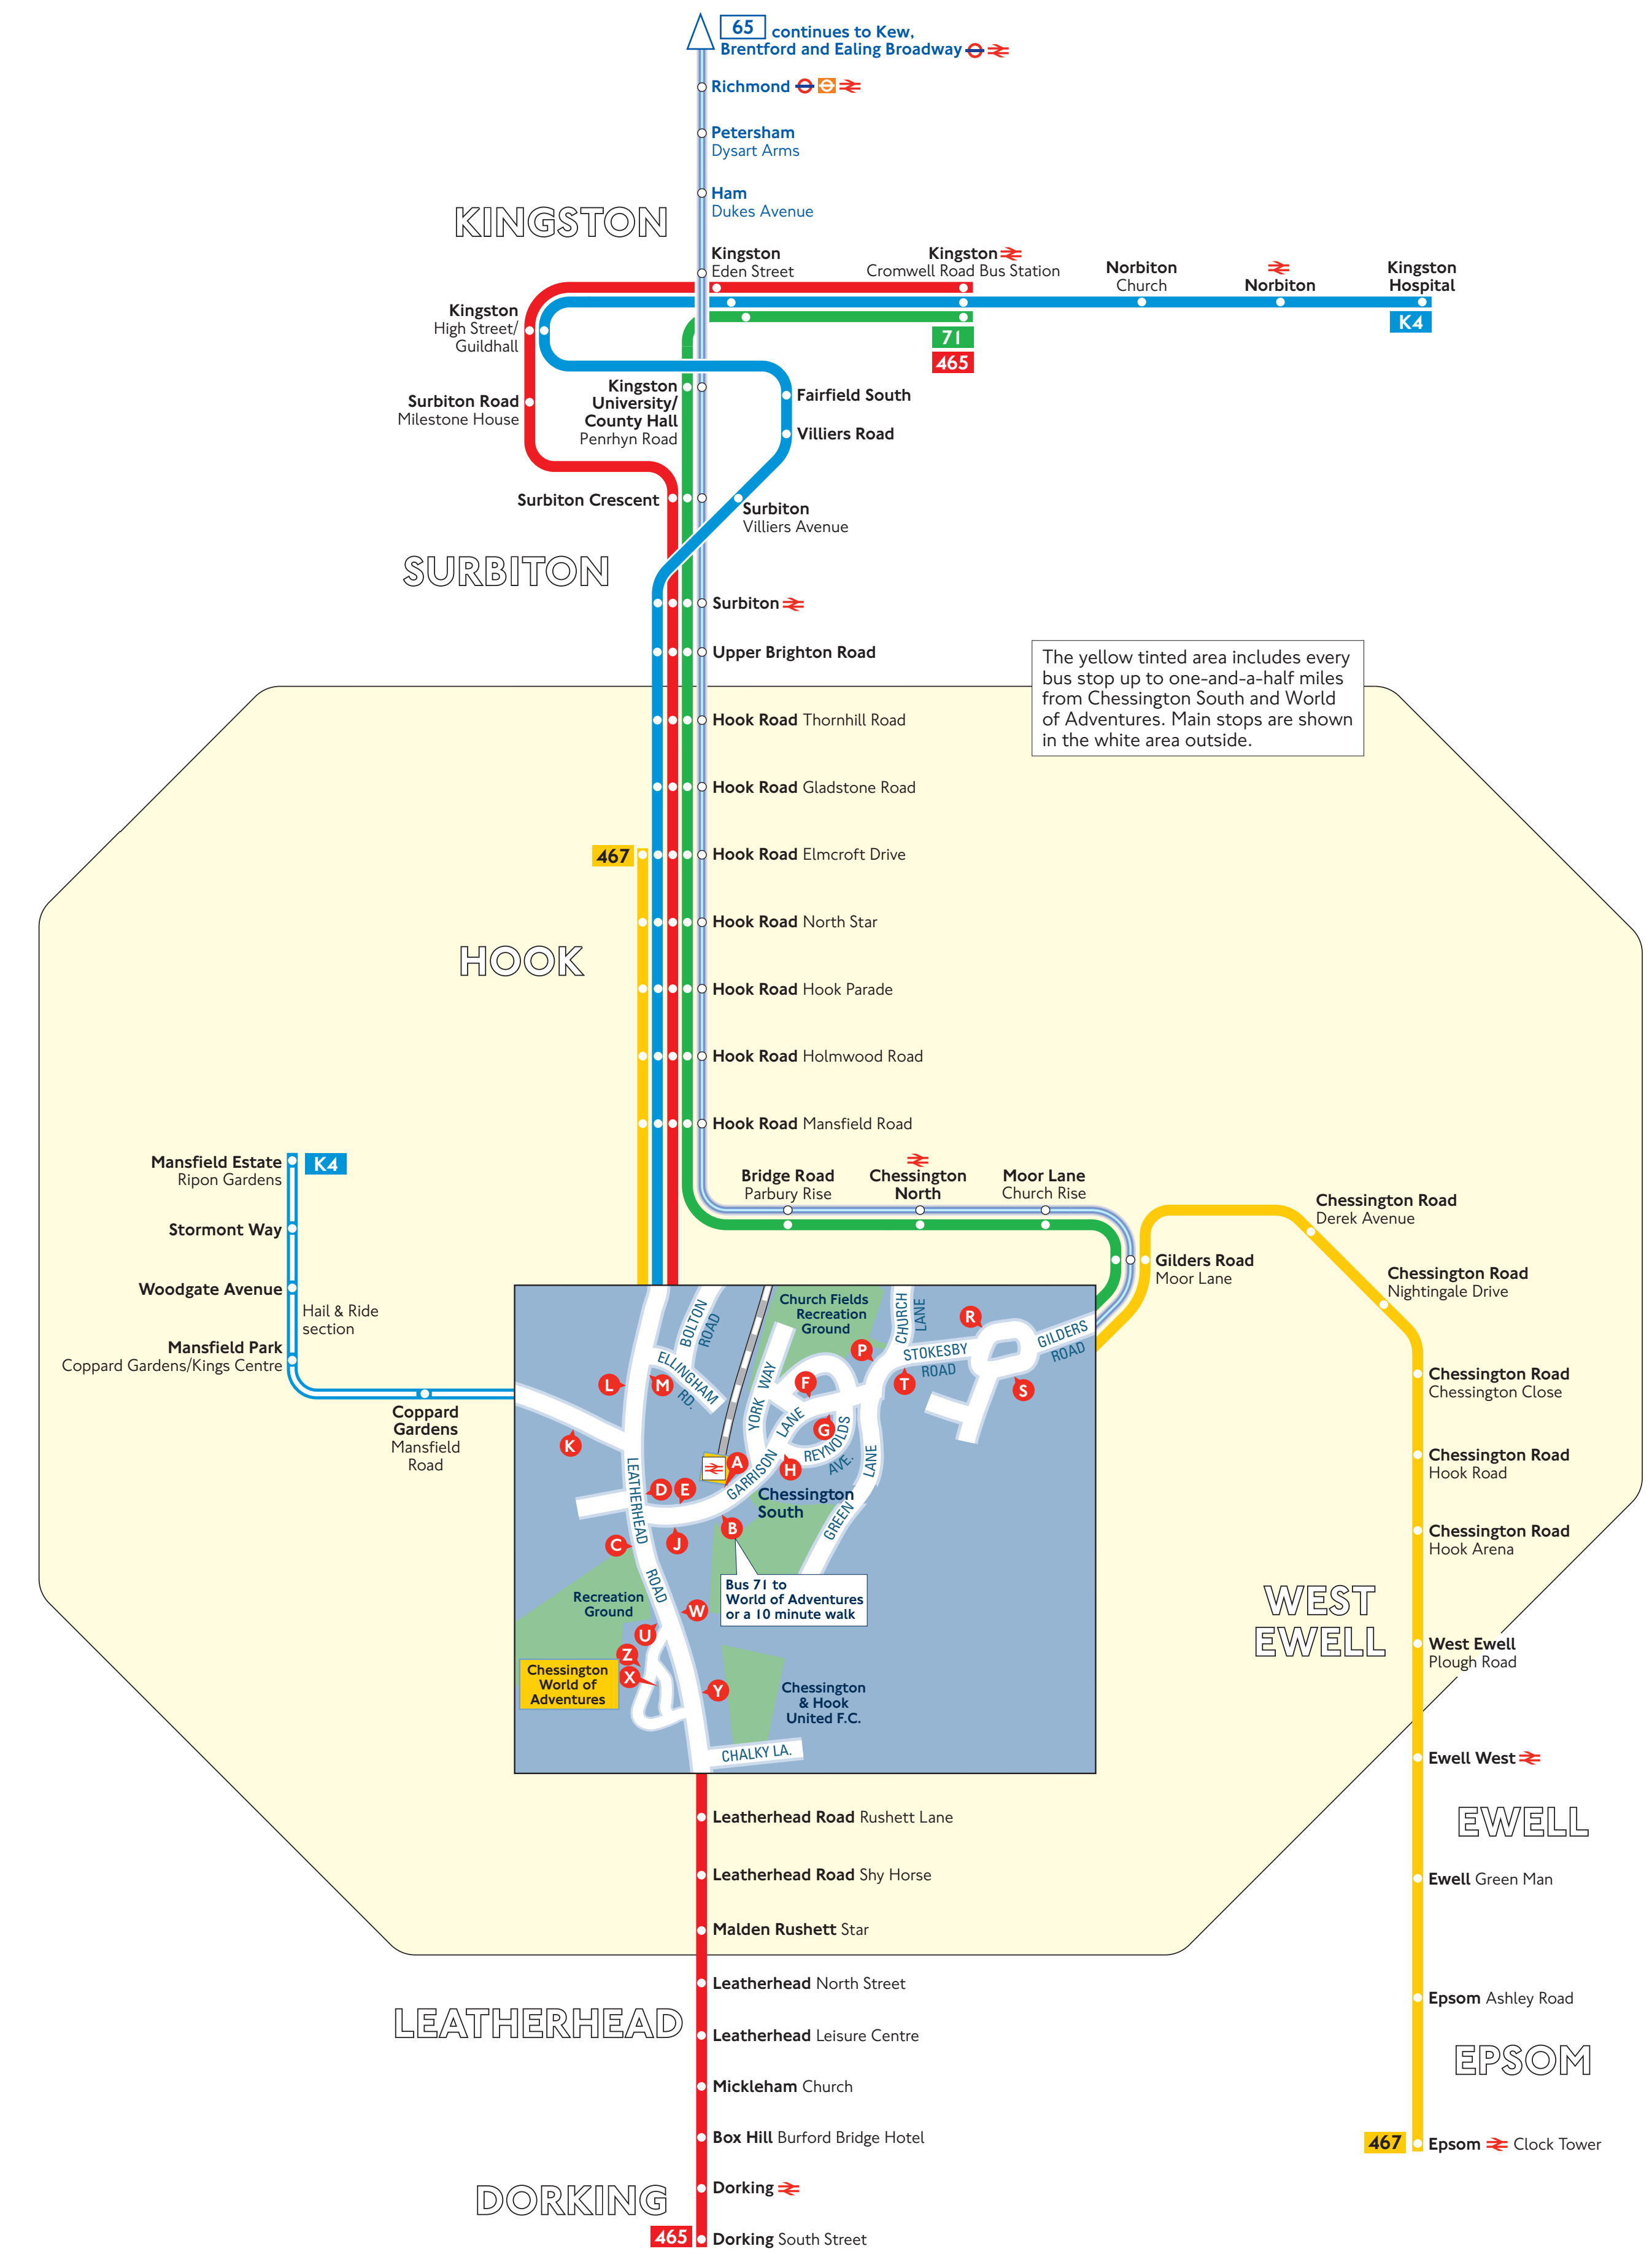 65 continues to Kew,
Brentford and Ealing Broadway
Richmond
Petersham
Dysart Arms
Ham
Dukes Avenue
KINGSTON
Kingston
Eden Street
Kingston
Cromwell Road Bus Station
Norbiton
Church
Norbiton
Kingston
Hospital
K4
71
465
Kingston
High Street/
Guildhall
Surbiton Road
Milestone House
Kingston
University/
County Hall
Penrhyn Road
Fairfield South
Villiers Road
Surbiton Crescent
Surbiton
Villiers Avenue
SURBITON
Surbiton
Upper Brighton Road
The yellow tinted area includes every
bus stop up to one-and-a-half miles
from Chessington South and World
of Adventures. Main stops are shown
in the white area outside.
Hook Road Thornhill Road
Hook Road Gladstone Road
467
Hook Road Elmcroft Drive
Hook Road North Star
HOOK
Hook Road Hook Parade
Hook Road Holmwood Road
Hook Road Mansfield Road
Mansfield Estate
Ripon Gardens
K4
Stormont Way
Woodgate Avenue
Hail & Ride
section
Mansfield Park
Coppard Gardens/Kings Centre
Coppard
Gardens
Mansfield
Road
Bridge Road
Parbury Rise
Chessington
North
Moor Lane
Church Rise
Gilders Road
Moor Lane
Chessington Road
Derek Avenue
Chessington Road
Nightingale Drive
Chessington Road
Chessington Close
Chessington Road
Hook Road
Chessington Road
Hook Arena
WEST
EWELL
West Ewell
Plough Road
Ewell West
EWELL
Ewell Green Man
Epsom Ashley Road
EPSOM
467
Epsom Clock Tower
BOLTON
ROAD
ELLINGHAM
RD.
Church Fields
Recreation
Ground
CHURCH
LANE
R
GILDERS
ROAD
P
STOKESBY
ROAD
L
M
YORK WAY
F
T
S
K
G
GARRISON LANE
REYNOLDS
AVE.
H
A
LEATHERHEAD
ROAD
D
E
Chessington
South
GREEN
LANE
C
J
B
Bus 71 to
World of Adventures
or a 10 minute walk
Recreation
Ground
W
U
Z
X
Chessington
World of
Adventures
Y
Chessington
& Hook
United F.C.
CHALKY LA.
Leatherhead Road Rushett Lane
Leatherhead Road Shy Horse
Malden Rushett Star
Leatherhead North Street
LEATHERHEAD
Leatherhead Leisure Centre
Mickleham Church
Box Hill Burford Bridge Hotel
DORKING
Dorking
465
Dorking South Street